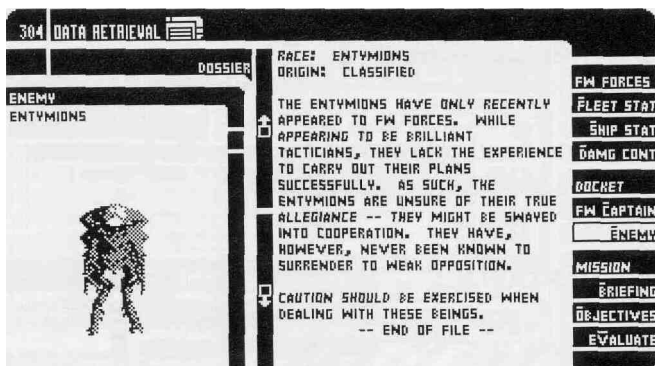 304 DATA RETRIEVAL
DOSSIER
ENEMY
ENTYMIONS
RACE: ENTYMIONS
ORIGIN: CLASSIFIED
THE ENTYMIONS HAVE ONLY RECENTLY
APPEARED TO FW FORCES. WHILE
APPEARING TO BE BRILLIANT
TACTICIANS, THEY LACK THE EXPERIENCE
TO CARRY OUT THEIR PLANS
SUCCESSFULLY. AS SUCH, THE
ENTYMIONS ARE UNSURE OF THEIR TRUE
ALLEGIANCE -- THEY MIGHT BE SWAYED
INTO COOPERATION. THEY HAVE,
HOWEVER, NEVER BEEN KNOWN TO
SURRENDER TO WEAK OPPOSITION.
CAUTION SHOULD BE EXERCISED WHEN
DEALING WITH THESE BEINGS.
-- END OF FILE --
FW FORCES
FLEET STAT
SHIP STAT
DAMG CONT
DOCKET
FW CAPTAIN
ENEMY
MISSION
BRIEFING
OBJECTIVES
EVALUATE